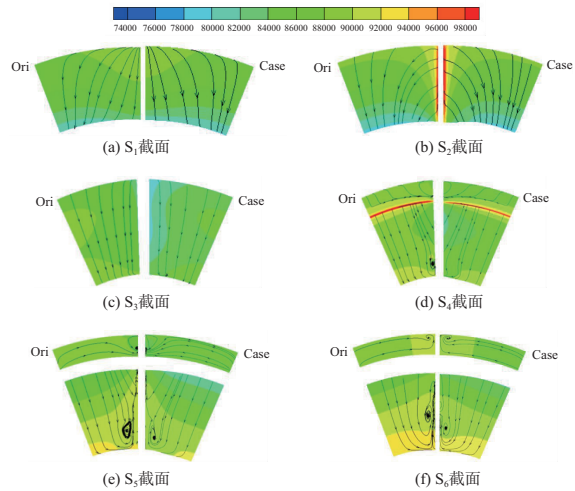 74000 76000 78000 80000 82000 84000 86000 88000 90000 92000 94000 96000 98000
Ori Case Ori Case
(a) S₁截面 (b) S₂截面
Ori Case Ori Case
(c) S₃截面 (d) S₄截面
Ori Case Ori Case
(e) S₅截面 (f) S₆截面